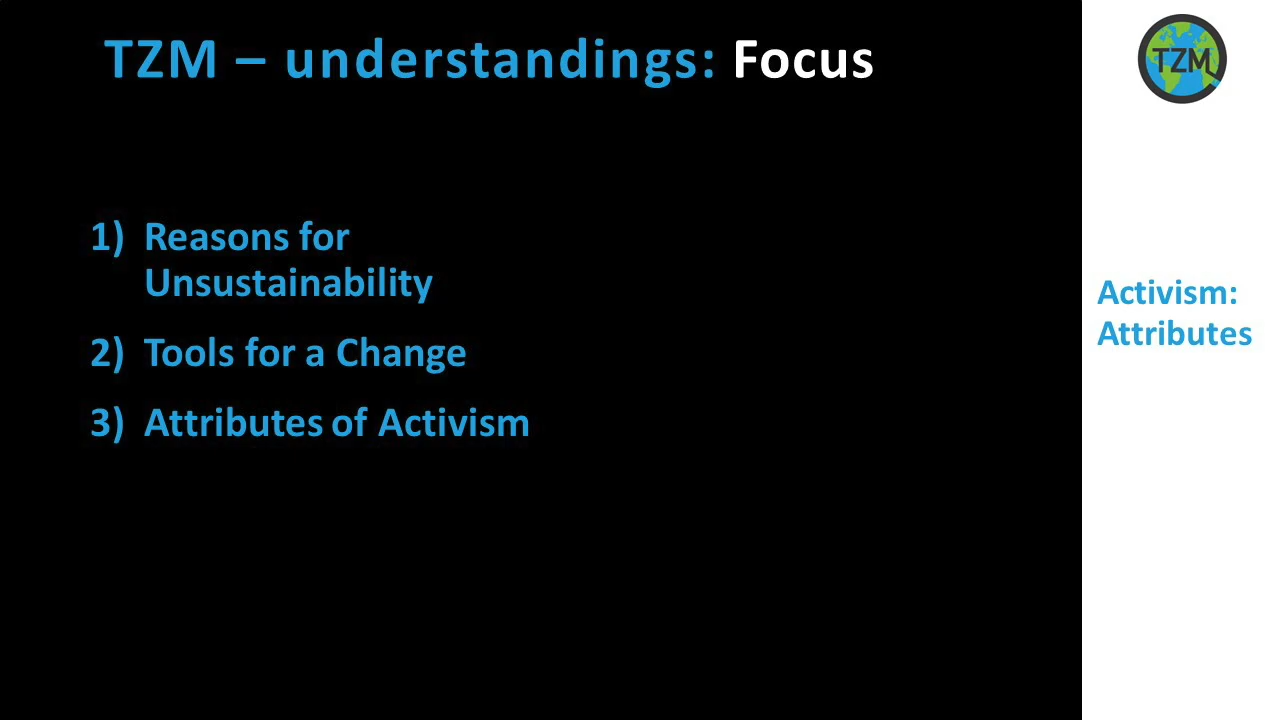 TZM – understandings: Focus
TZM
1) Reasons for
Unsustainability
2) Tools for a Change
3) Attributes of Activism
Activism:
Attributes